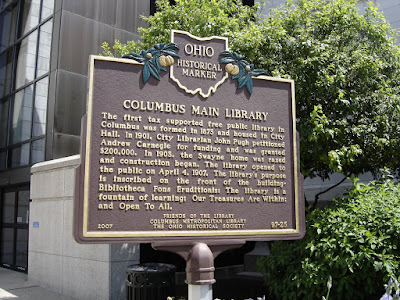 OHIO
HISTORICAL
MARKER
COLUMBUS MAIN LIBRARY
The first tax supported free public library in
Columbus was formed in 1873 and housed in City
Hall. In 1901, City Librarian John Pugh petitioned
Andrew Carnegie for funding and was granted
$200,000. In 1903, the Swayne home was razed
and construction began. The library opened to
the public on April 4, 1907. The library's purpose
is inscribed on the front of the building:
Bibliotheca Fons Eruditionis: The library is a
fountain of learning; Our Treasures Are Within;
and Open To All.
FRIENDS OF THE LIBRARY
COLUMBUS METROPOLITAN LIBRARY
THE OHIO HISTORICAL SOCIETY
2007
97-25